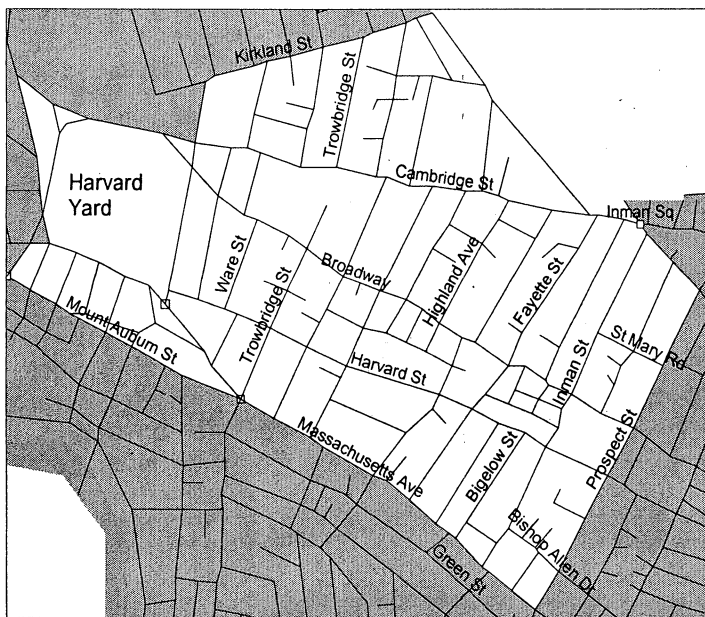 Kirkland St
Trowbridge St
Cambridge St
Harvard
Yard
Inman Sq
Ware St
Broadway
Highland Ave
Fayette St
Trowbridge St
Mount Auburn St
Harvard St
Inman St
St Mary Rd
Massachusetts Ave
Bigelow St
Prospect St
Bishop Allen Dr
Green St